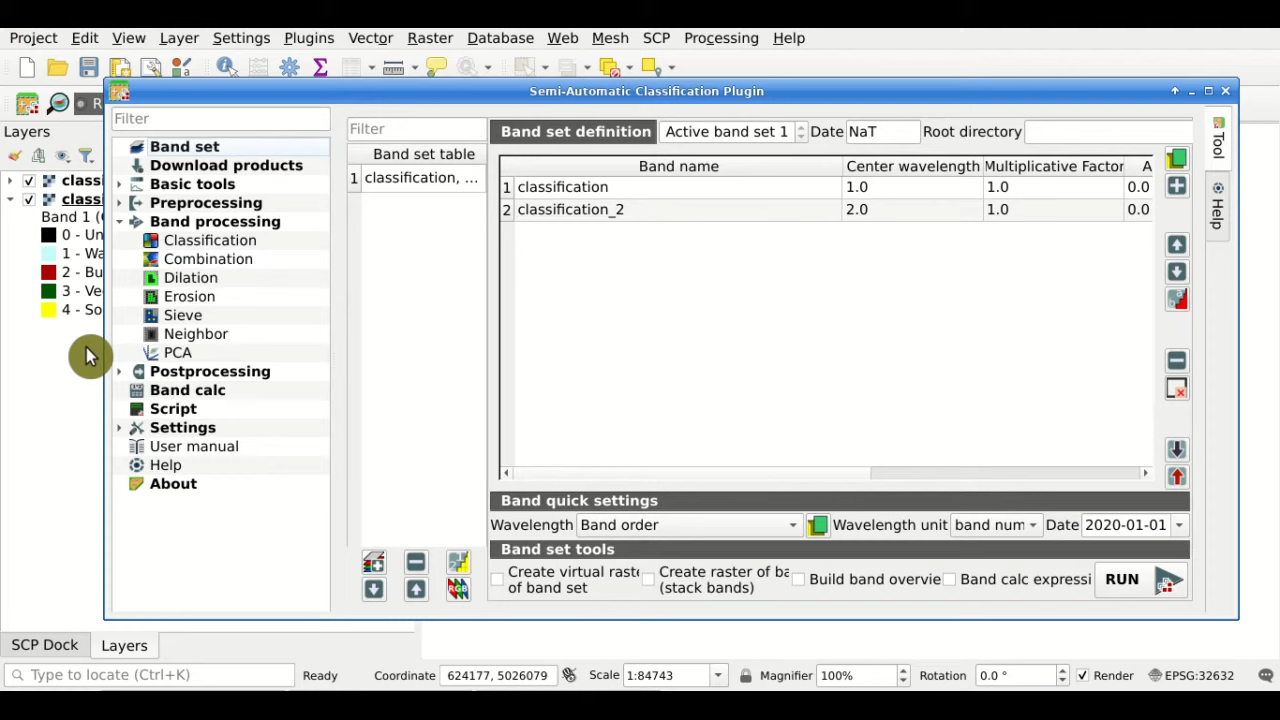 Project Edit View Layer Settings Plugins Vector Raster Database Web Mesh SCP Processing Help
Semi-Automatic Classification Plugin
R
Layers
classi
classi
Band 1 (
0 - Un
1 - Wa
2 - Bu
3 - Ve
4 - So
Filter
Band set
Download products
Basic tools
Preprocessing
Band processing
Classification
Combination
Dilation
Erosion
Sieve
Neighbor
PCA
Postprocessing
Band calc
Script
Settings
User manual
Help
About
Filter
Band set table
1 classification, ...
Band set definition Active band set 1 Date NaT Root directory
Band name Center wavelength Multiplicative Factor A
1 classification 1.0 1.0 0.0
2 classification_2 2.0 1.0 0.0
Band quick settings
Wavelength Band order Wavelength unit band num Date 2020-01-01
Band set tools
Create virtual raste
of band set
Create raster of ba
(stack bands)
Build band overvie
Band calc expressi
RUN
Tool
Help
SCP Dock Layers
Type to locate (Ctrl+K) Ready Coordinate 624177, 5026079 Scale 1:84743 Magnifier 100% Rotation 0.0 ° Render EPSG:32632